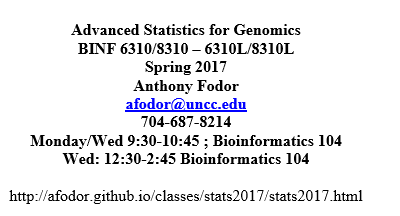 Advanced Statistics for Genomics
BINF 6310/8310 – 6310L/8310L
Spring 2017
Anthony Fodor
afodor@uncc.edu
704-687-8214
Monday/Wed 9:30-10:45 ; Bioinformatics 104
Wed: 12:30-2:45 Bioinformatics 104
http://afodor.github.io/classes/stats2017/stats2017.html